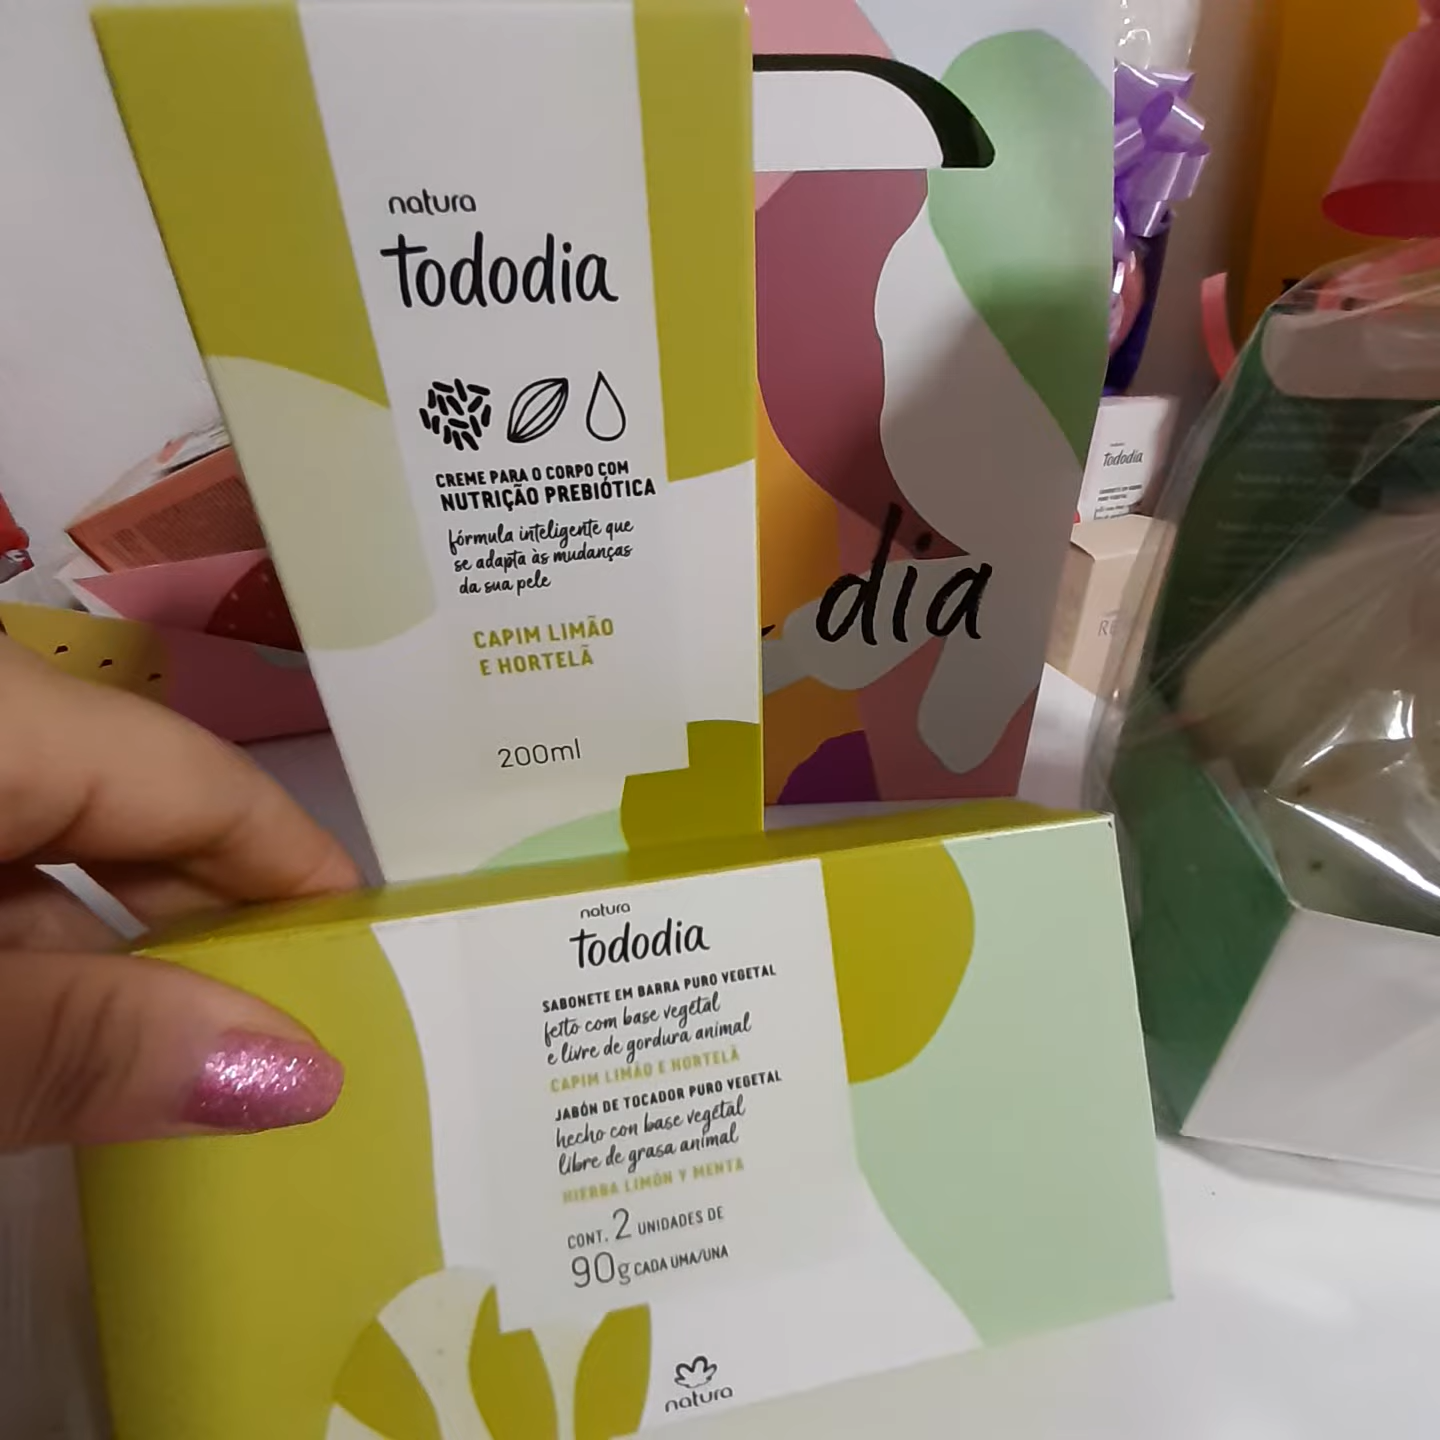 natura
tododia
CREME PARA O CORPO COM
NUTRIÇÃO PREBIÓTICA
fórmula inteligente que
se adapta às mudanças
da sua pele
CAPIM LIMÃO
E HORTELÃ
200ml
dia
Tododia
natura
tododia
SABONETE EM BARRA PURO VEGETAL
feito com base vegetal
e livre de gordura animal
CAPIM LIMÃO E HORTELÃ
JABÓN DE TOCADOR PURO VEGETAL
hecho con base vegetal
libre de grasa animal
HIERBA LIMÓN Y MENTA
CONT. 2 UNIDADES DE
90g CADA UMA/UNA
natura